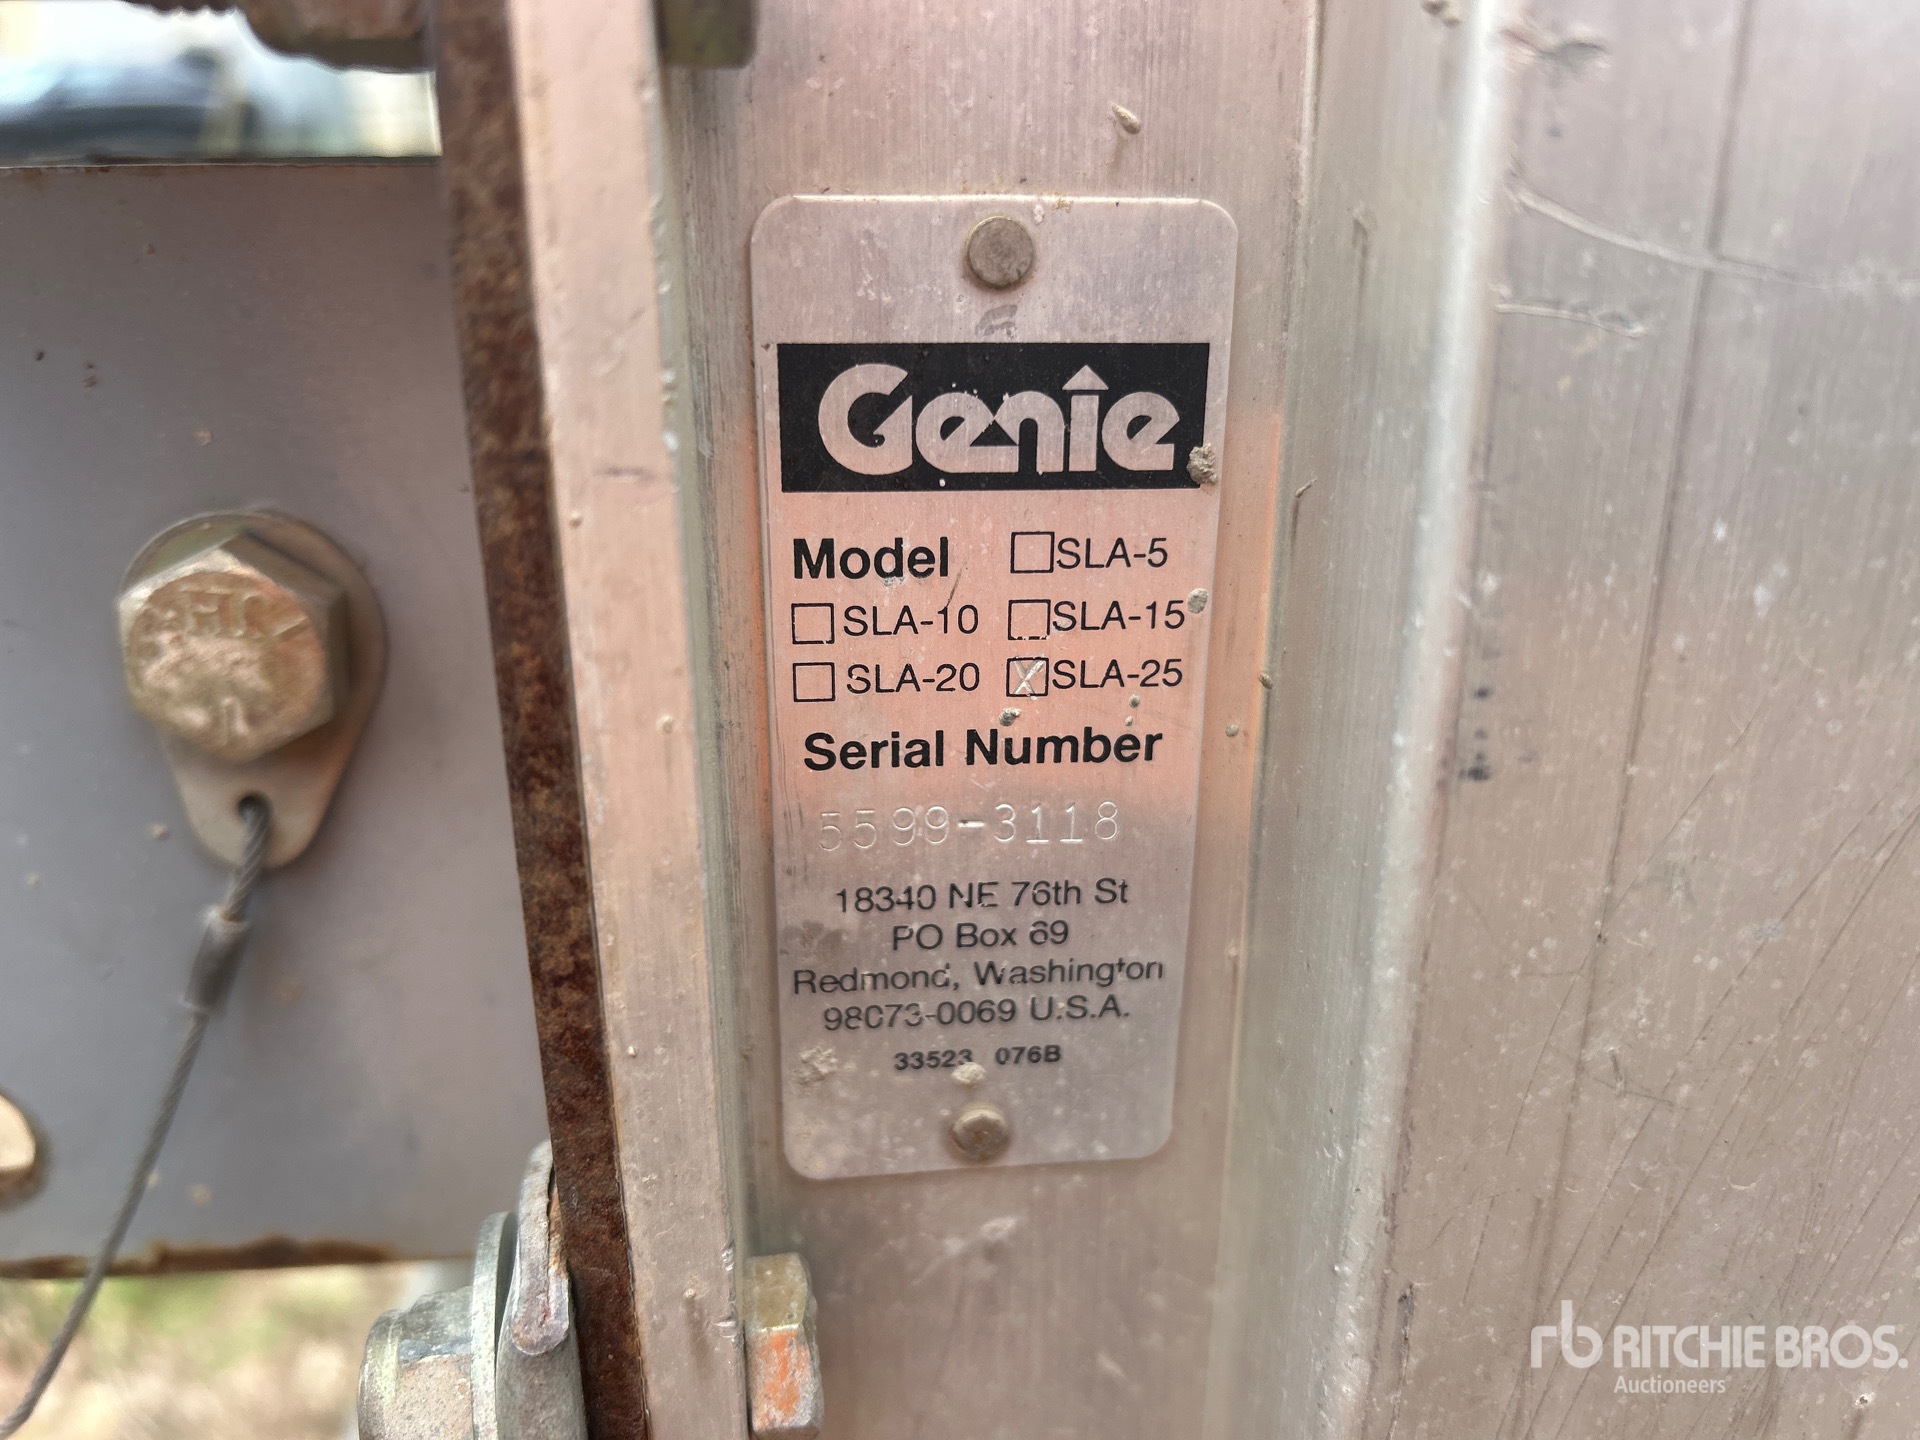 Genie
Model ☐SLA-5
☐SLA-10 ☐SLA-15
☐SLA-20 ☒SLA-25
Serial Number
5599-3118
18340 NE 76th St
PO Box 69
Redmond, Washington
98073-0069 U.S.A.
33523 076B
rb RITCHIE BROS.
Auctioneers